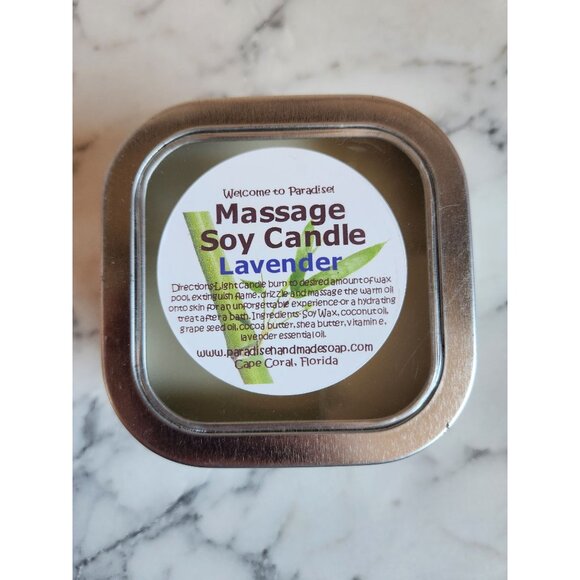 Welcome to Paradise!
Massage
Soy Candle
Lavender
Directions-Light Candle burn to desired amount of wax
pool, extinguish flame, drizzle and massage the warm oil
onto skin for an unforgettable experience-or a hydrating
treat after a bath. Ingredients- Soy Wax, coconut oil,
grape seed oil, cocoa butter, shea butter, vitamin e,
lavender essential oil.
www.paradisehandmadesoap.com
Cape Coral, Florida